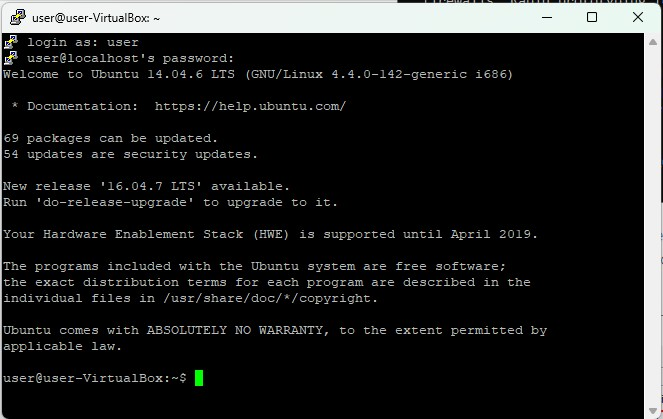 user@user-VirtualBox: ~
login as: user
user@localhost's password:
Welcome to Ubuntu 14.04.6 LTS (GNU/Linux 4.4.0-142-generic i686)
* Documentation:  https://help.ubuntu.com/
69 packages can be updated.
54 updates are security updates.
New release '16.04.7 LTS' available.
Run 'do-release-upgrade' to upgrade to it.
Your Hardware Enablement Stack (HWE) is supported until April 2019.
The programs included with the Ubuntu system are free software;
the exact distribution terms for each program are described in the
individual files in /usr/share/doc/*/copyright.
Ubuntu comes with ABSOLUTELY NO WARRANTY, to the extent permitted by
applicable law.
user@user-VirtualBox:~$